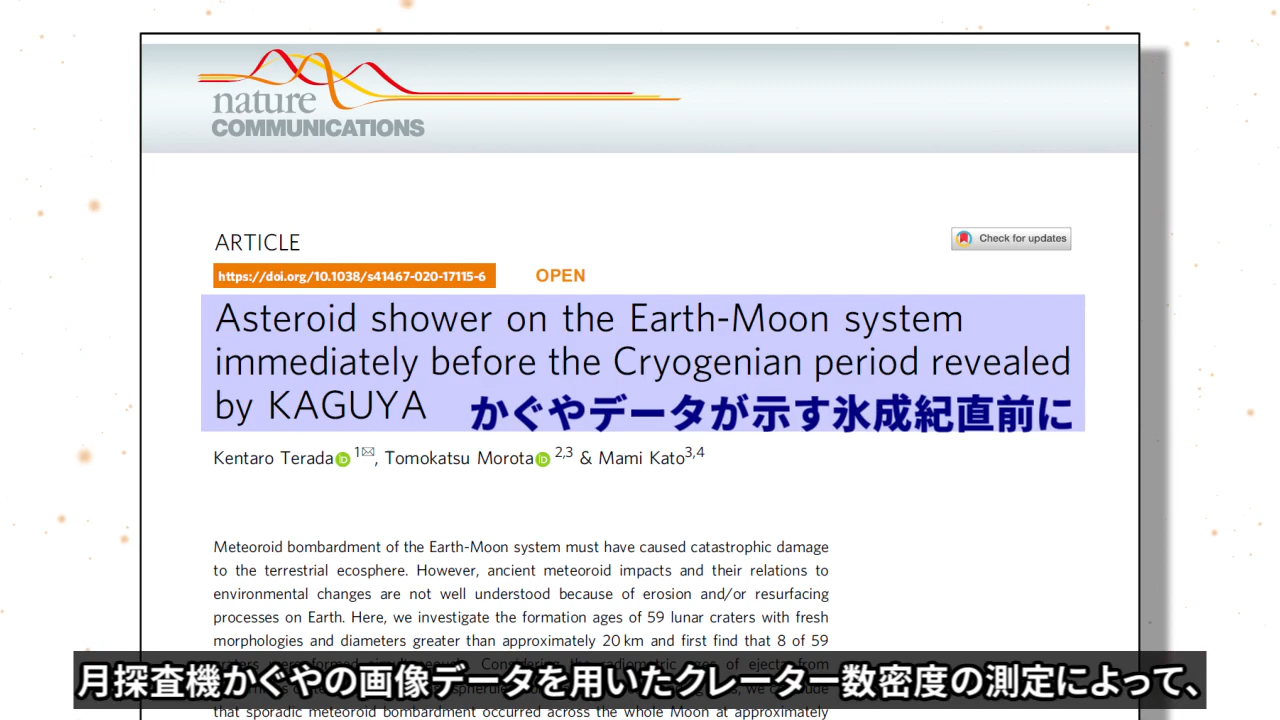 nature
COMMUNICATIONS
ARTICLE
Check for updates
https://doi.org/10.1038/s41467-020-17115-6 OPEN
Asteroid shower on the Earth-Moon system
immediately before the Cryogenian period revealed
by KAGUYA かぐやデータが示す氷成紀直前に
Kentaro Terada 1✉, Tomokatsu Morota 2,3 & Mami Kato3,4
Meteoroid bombardment of the Earth-Moon system must have caused catastrophic damage
to the terrestrial ecosphere. However, ancient meteoroid impacts and their relations to
environmental changes are not well understood because of erosion and/or resurfacing
processes on Earth. Here, we investigate the formation ages of 59 lunar craters with fresh
morphologies and diameters greater than approximately 20 km and first find that 8 of 59
月探査機かぐやの画像データを用いたクレーター数密度の測定によって、
that sporadic meteoroid bombardment occurred across the whole Moon at approximately